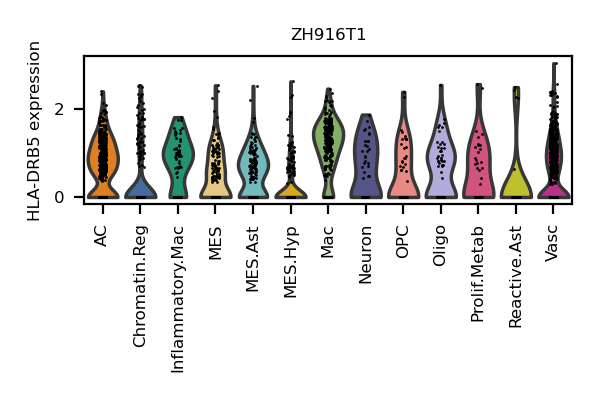 ZH916T1
HLA-DRB5 expression
2
0
AC
Chromatin.Reg
Inflammatory.Mac
MES
MES.Ast
MES.Hyp
Mac
Neuron
OPC
Oligo
Prolif.Metab
Reactive.Ast
Vasc